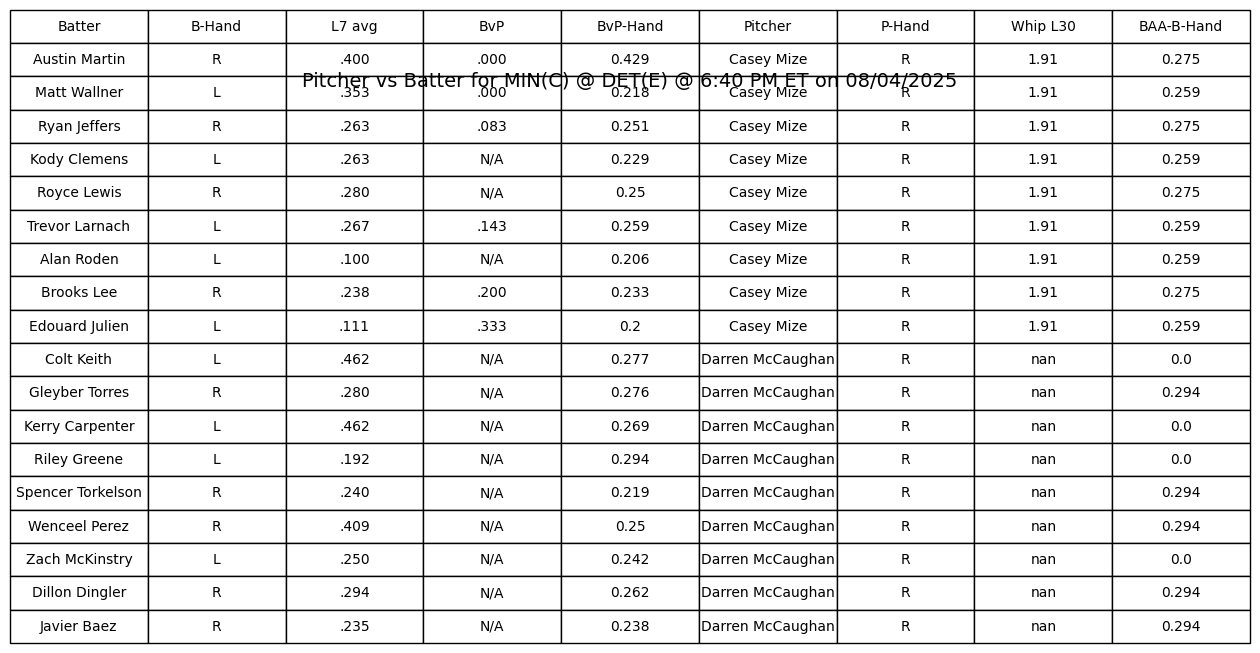 Batter B-Hand L7 avg BvP BvP-Hand Pitcher P-Hand Whip L30 BAA-B-Hand
Austin Martin R .400 .000 0.429 Casey Mize R 1.91 0.275
Pitcher vs Batter for MIN(C) @ DET(E) @ 6:40 PM ET on 08/04/2025
Matt Wallner L .353 .000 0.218 Casey Mize R 1.91 0.259
Ryan Jeffers R .263 .083 0.251 Casey Mize R 1.91 0.275
Kody Clemens L .263 N/A 0.229 Casey Mize R 1.91 0.259
Royce Lewis R .280 N/A 0.25 Casey Mize R 1.91 0.275
Trevor Larnach L .267 .143 0.259 Casey Mize R 1.91 0.259
Alan Roden L .100 N/A 0.206 Casey Mize R 1.91 0.259
Brooks Lee R .238 .200 0.233 Casey Mize R 1.91 0.275
Edouard Julien L .111 .333 0.2 Casey Mize R 1.91 0.259
Colt Keith L .462 N/A 0.277 Darren McCaughan R nan 0.0
Gleyber Torres R .280 N/A 0.276 Darren McCaughan R nan 0.294
Kerry Carpenter L .462 N/A 0.269 Darren McCaughan R nan 0.0
Riley Greene L .192 N/A 0.294 Darren McCaughan R nan 0.0
Spencer Torkelson R .240 N/A 0.219 Darren McCaughan R nan 0.294
Wenceel Perez R .409 N/A 0.25 Darren McCaughan R nan 0.294
Zach McKinstry L .250 N/A 0.242 Darren McCaughan R nan 0.0
Dillon Dingler R .294 N/A 0.262 Darren McCaughan R nan 0.294
Javier Baez R .235 N/A 0.238 Darren McCaughan R nan 0.294